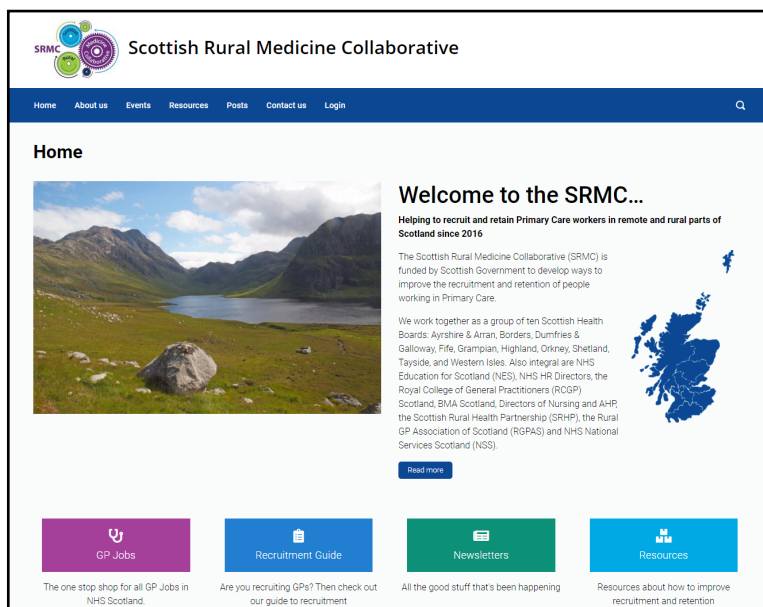 SRMC
Medicine
Collaborative
Rural
Scottish Rural Medicine Collaborative
Home About us Events Resources Posts Contact us Login
Home
Welcome to the SRMC...
Helping to recruit and retain Primary Care workers in remote and rural parts of
Scotland since 2016
The Scottish Rural Medicine Collaborative (SRMC) is
funded by Scottish Government to develop ways to
improve the recruitment and retention of people
working in Primary Care.
We work together as a group of ten Scottish Health
Boards: Ayrshire & Arran, Borders, Dumfries &
Galloway, Fife, Grampian, Highland, Orkney, Shetland,
Tayside, and Western Isles. Also integral are NHS
Education for Scotland (NES), NHS HR Directors, the
Royal College of General Practitioners (RCGP)
Scotland, BMA Scotland, Directors of Nursing and AHP,
the Scottish Rural Health Partnership (SRHP), the Rural
GP Association of Scotland (RGPAS) and NHS National
Services Scotland (NSS).
Read more
GP Jobs
The one stop shop for all GP Jobs in
NHS Scotland.
Recruitment Guide
Are you recruiting GPs? Then check out
our guide to recruitment
Newsletters
All the good stuff that's been happening
Resources
Resources about how to improve
recruitment and retention